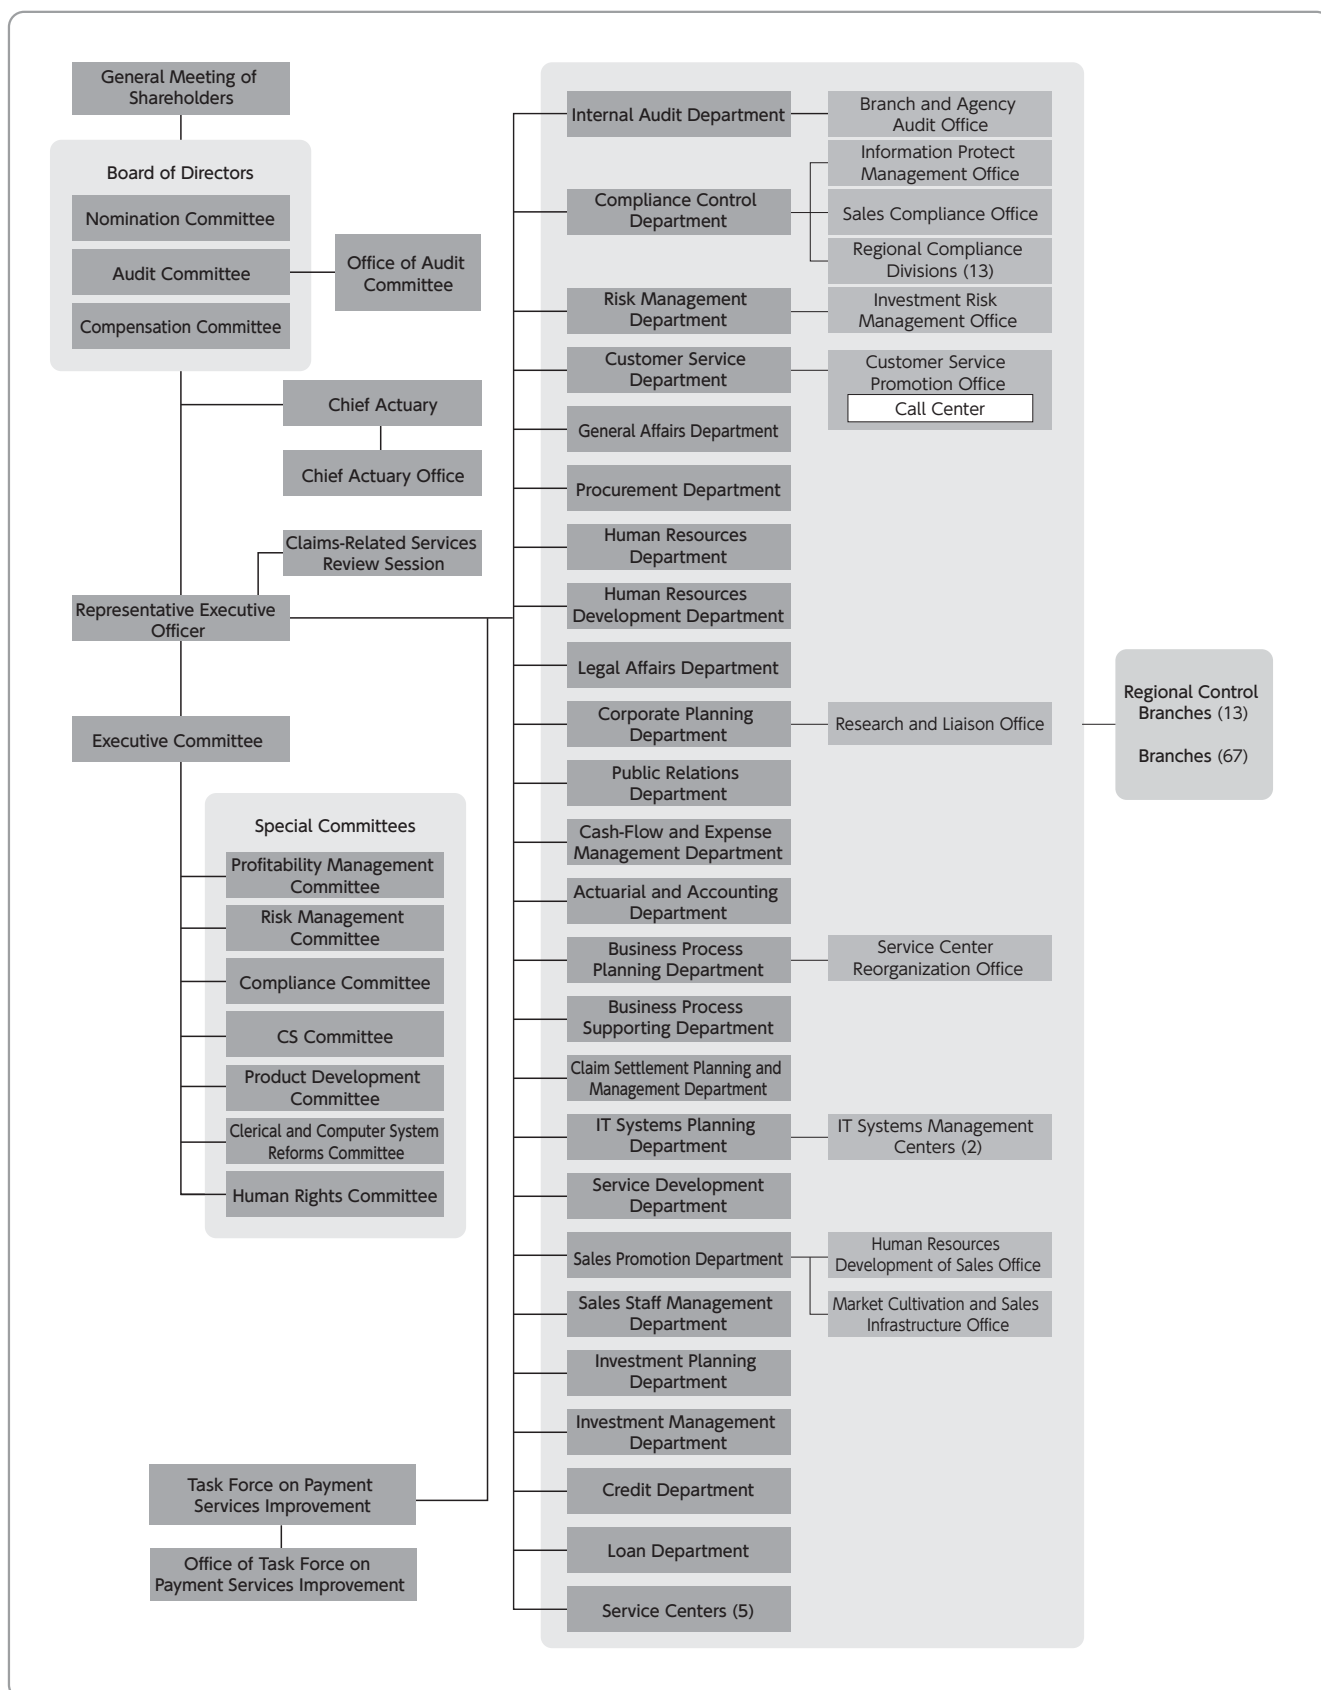 General Meeting of
Shareholders
Board of Directors
Nomination Committee
Audit Committee
Office of Audit
Committee
Compensation Committee
Chief Actuary
Chief Actuary Office
Claims-Related Services
Review Session
Representative Executive
Officer
Executive Committee
Special Committees
Profitability Management
Committee
Risk Management
Committee
Compliance Committee
CS Committee
Product Development
Committee
Clerical and Computer System
Reforms Committee
Human Rights Committee
Task Force on Payment
Services Improvement
Office of Task Force on
Payment Services Improvement
Internal Audit Department
Branch and Agency
Audit Office
Compliance Control
Department
Information Protect
Management Office
Sales Compliance Office
Regional Compliance
Divisions (13)
Risk Management
Department
Investment Risk
Management Office
Customer Service
Department
Customer Service
Promotion Office
Call Center
General Affairs Department
Procurement Department
Human Resources
Department
Human Resources
Development Department
Legal Affairs Department
Corporate Planning
Department
Research and Liaison Office
Public Relations
Department
Cash-Flow and Expense
Management Department
Actuarial and Accounting
Department
Business Process
Planning Department
Service Center
Reorganization Office
Business Process
Supporting Department
Claim Settlement Planning and
Management Department
IT Systems Planning
Department
IT Systems Management
Centers (2)
Service Development
Department
Sales Promotion Department
Human Resources
Development of Sales Office
Market Cultivation and Sales
Infrastructure Office
Sales Staff Management
Department
Investment Planning
Department
Investment Management
Department
Credit Department
Loan Department
Service Centers (5)
Regional Control
Branches (13)
Branches (67)